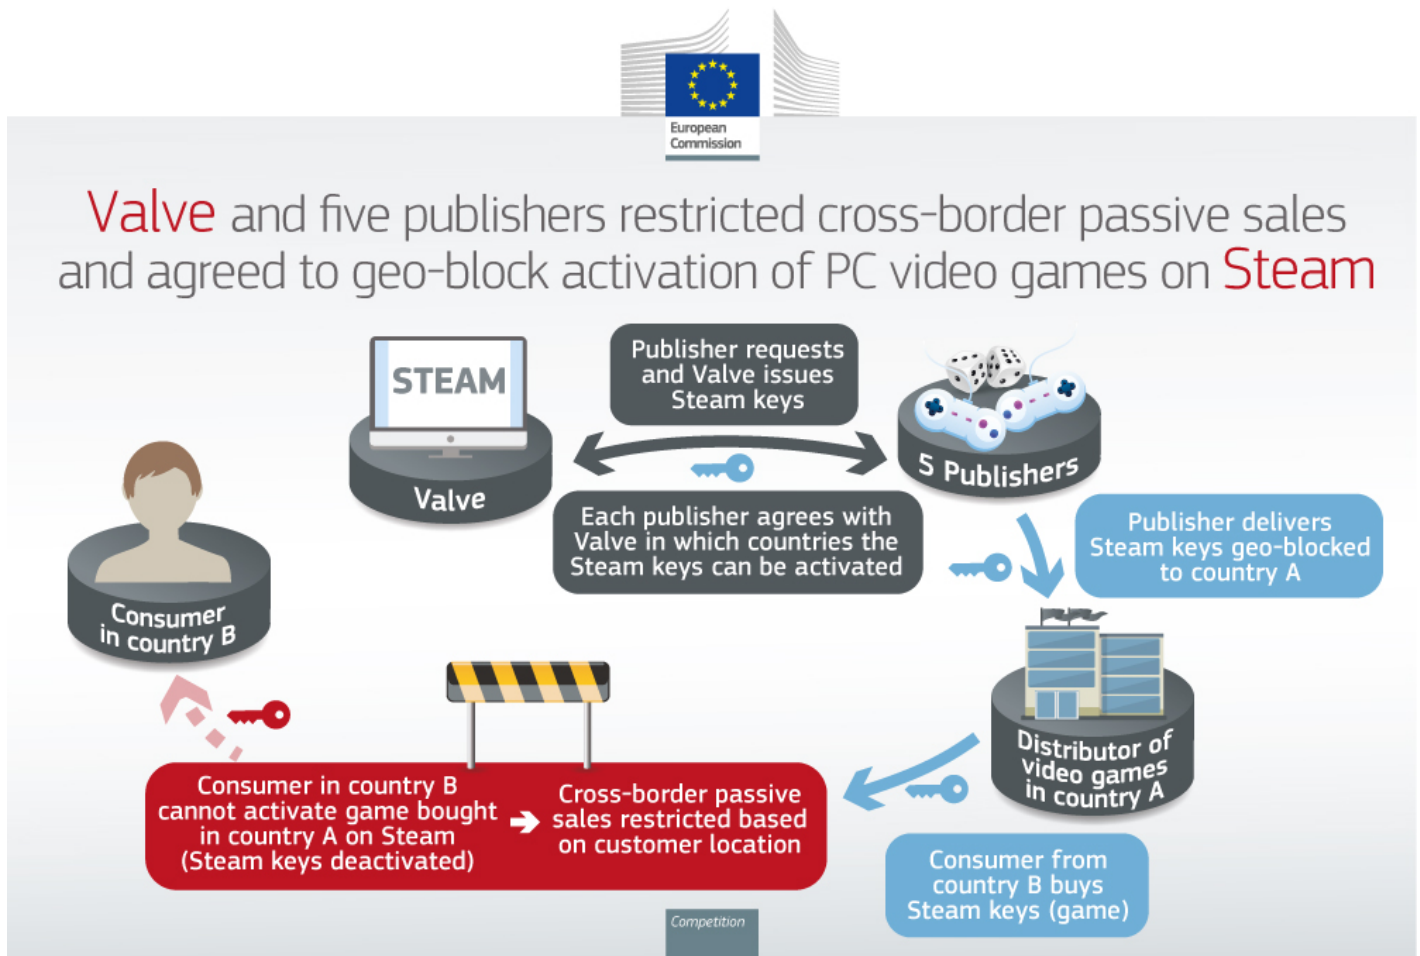 European
Commission
Valve and five publishers restricted cross-border passive sales
and agreed to geo-block activation of PC video games on Steam
STEAM
Valve
Publisher requests
and Valve issues
Steam keys
5 Publishers
Each publisher agrees with
Valve in which countries the
Steam keys can be activated
Publisher delivers
Steam keys geo-blocked
to country A
Consumer
in country B
Distributor of
video games
in country A
Consumer in country B
cannot activate game bought
in country A on Steam
(Steam keys deactivated)
Cross-border passive
sales restricted based
on customer location
Consumer from
country B buys
Steam keys (game)
Competition